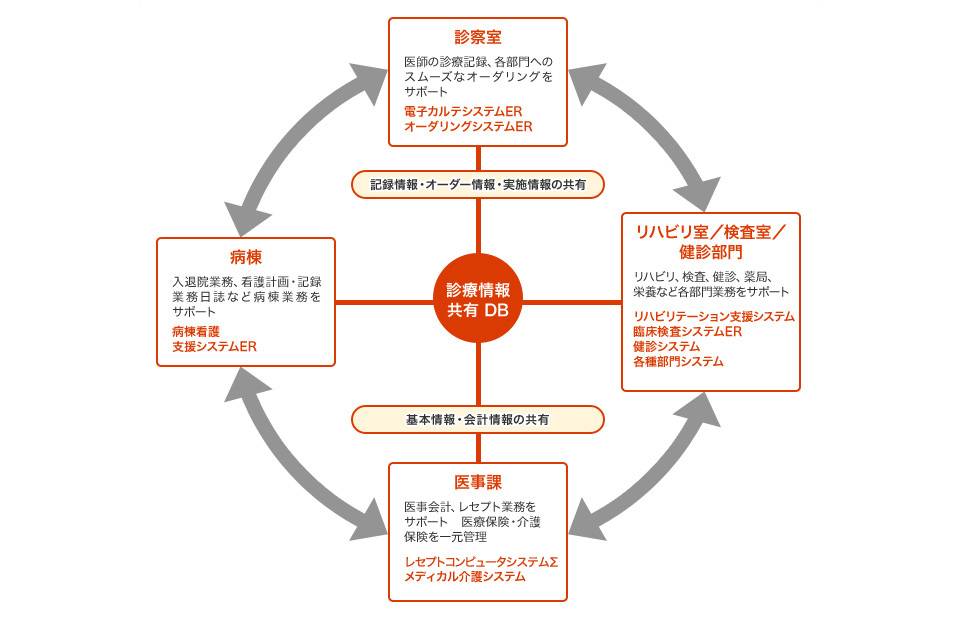 診察室
医師の診療記録、各部門への
スムーズなオーダリングを
サポート
電子カルテシステムER
オーダリングシステムER
記録情報・オーダー情報・実施情報の共有
病棟
入退院業務、看護計画・記録
業務日誌など病棟業務を
サポート
病棟看護
支援システムER
診療情報
共有 DB
リハビリ室／検査室／
健診部門
リハビリ、検査、健診、薬局、
栄養など各部門業務をサポート
リハビリテーション支援システム
臨床検査システムER
健診システム
各種部門システム
基本情報・会計情報の共有
医事課
医事会計、レセプト業務を
サポート　医療保険・介護
保険を一元管理
レセプトコンピュータシステムΣ
メディカル介護システム